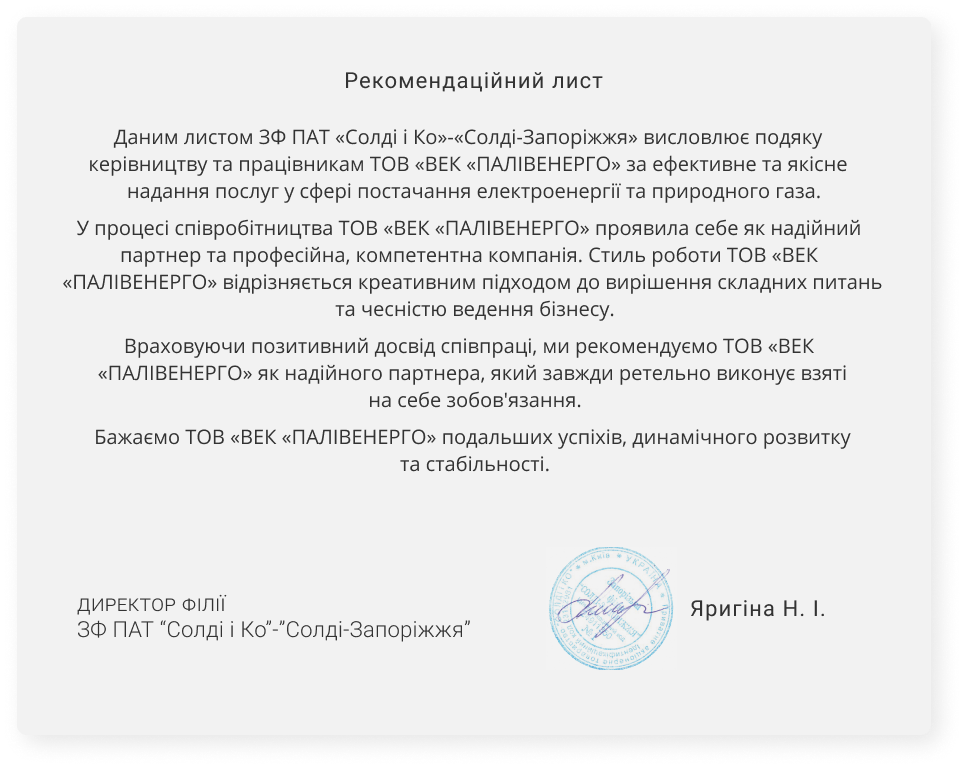 Рекомендаційний лист
Даним листом ЗФ ПАТ «Солді і Ко»-«Солді-Запоріжжя» висловлює подяку
керівництву та працівникам ТОВ «ВЕК «ПАЛІВЕНЕРГО» за ефективне та якісне
надання послуг у сфері постачання електроенергії та природного газа.
У процесі співробітництва ТОВ «ВЕК «ПАЛІВЕНЕРГО» проявила себе як надійний
партнер та професійна, компетентна компанія. Стиль роботи ТОВ «ВЕК
«ПАЛІВЕНЕРГО» відрізняється креативним підходом до вирішення складних питань
та чесністю ведення бізнесу.
Враховуючи позитивний досвід співпраці, ми рекомендуємо ТОВ «ВЕК
«ПАЛІВЕНЕРГО» як надійного партнера, який завжди ретельно виконує взяті
на себе зобов'язання.
Бажаємо ТОВ «ВЕК «ПАЛІВЕНЕРГО» подальших успіхів, динамічного розвитку
та стабільності.
ДИРЕКТОР ФІЛІЇ
ЗФ ПАТ “Солді і Ко”-”Солді-Запоріжжя”
м.Київ * УКРАЇНА
Яригіна Н. І.